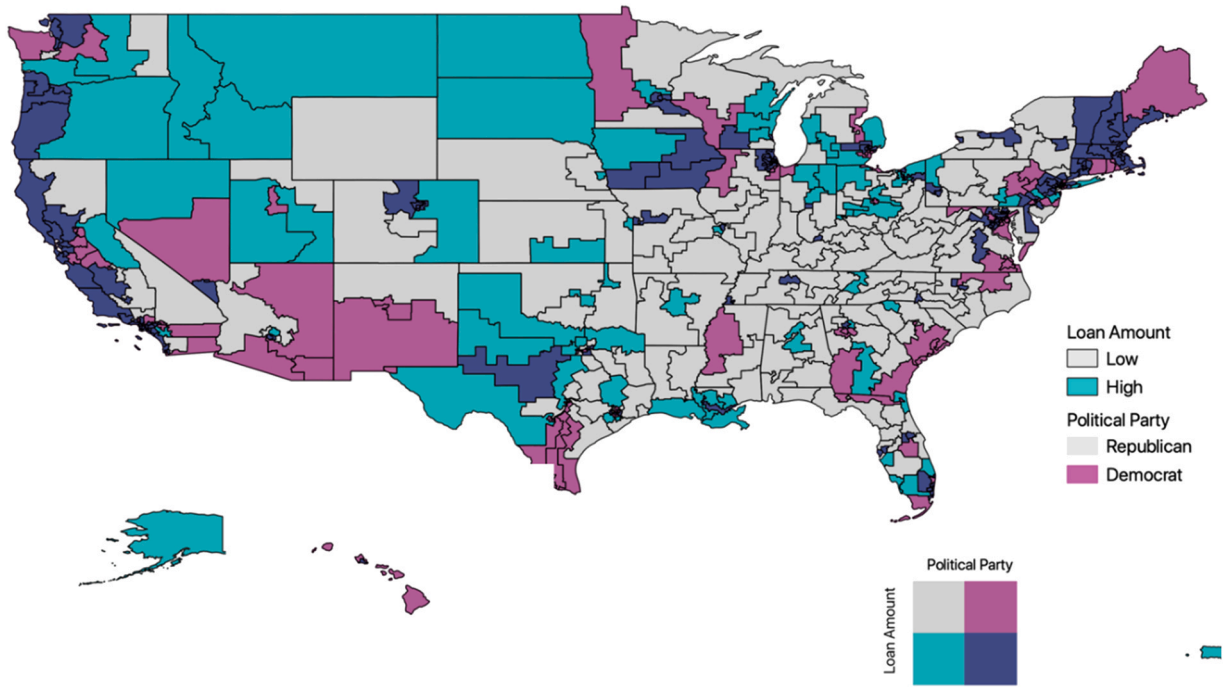 Loan Amount
Low
High
Political Party
Republican
Democrat
Political Party
Loan Amount